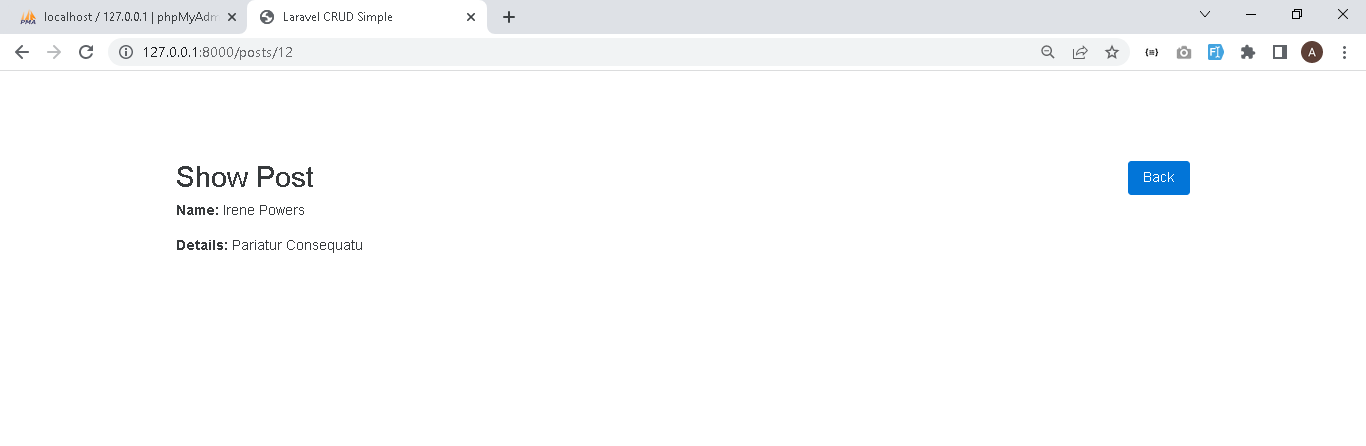 localhost / 127.0.0.1 | phpMyAdm
Laravel CRUD Simple
127.0.0.1:8000/posts/12
A
Show Post
Back
Name: Irene Powers
Details: Pariatur Consequatu